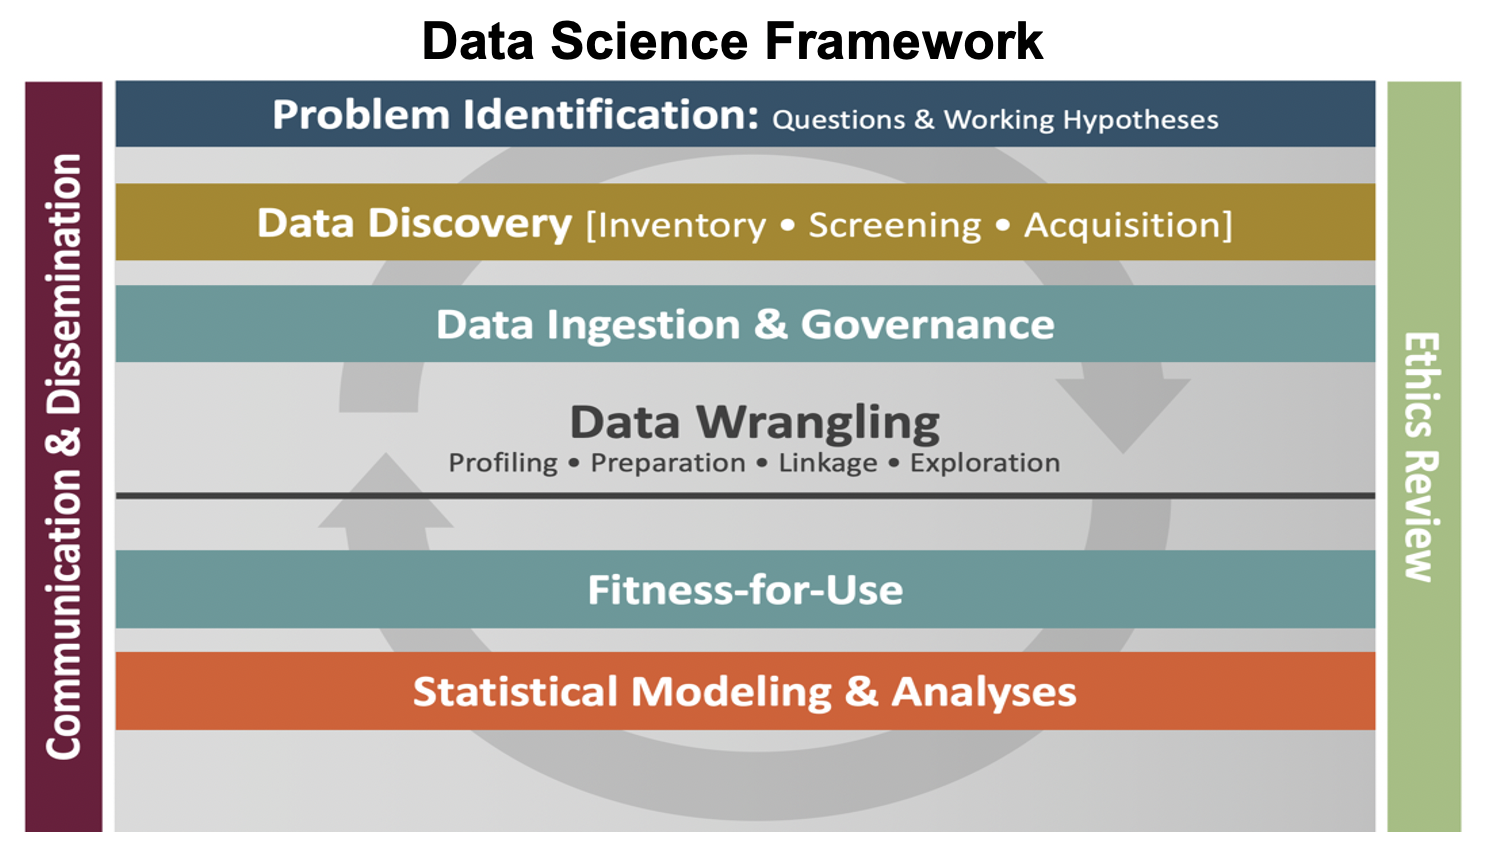 Data Science Framework
Communication & Dissemination
Problem Identification: Questions & Working Hypotheses
Data Discovery [Inventory • Screening • Acquisition]
Data Ingestion & Governance
Data Wrangling
Profiling • Preparation • Linkage • Exploration
Fitness-for-Use
Statistical Modeling & Analyses
Ethics Review